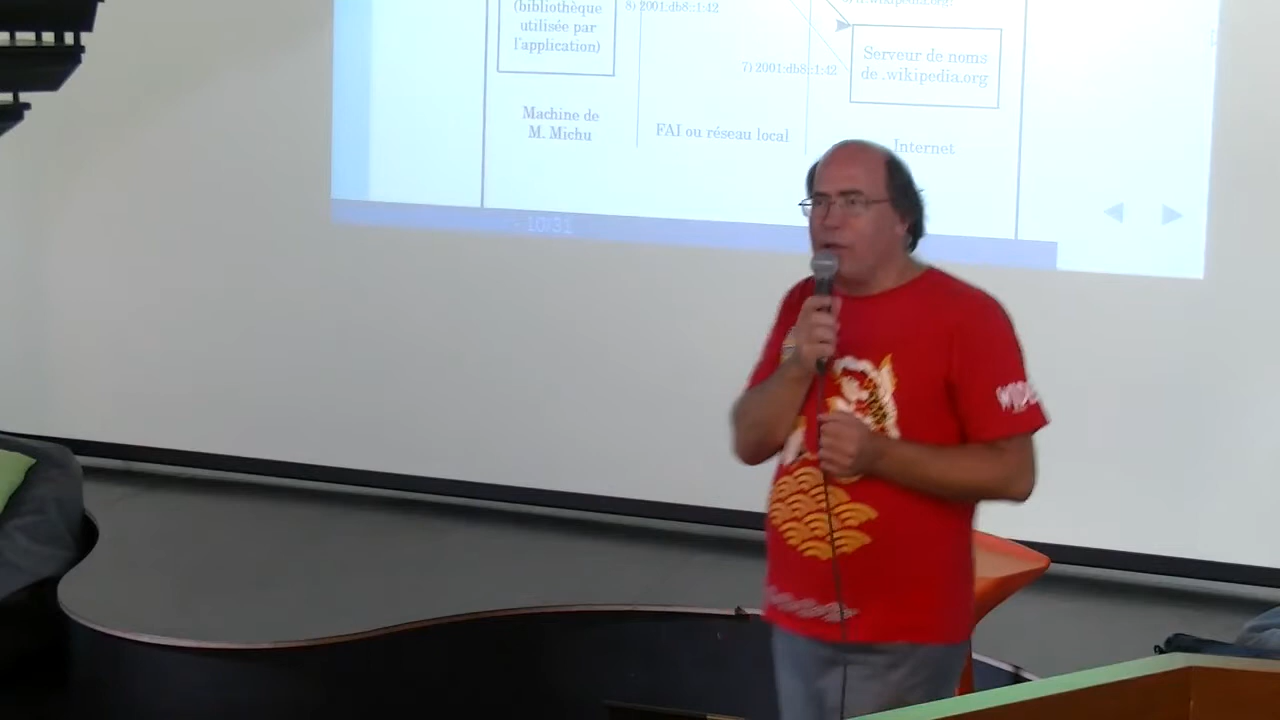 (bibliothèque
utilisée par
l'application)
8) 2001:db8::1:42
Serveur de noms
de .wikipedia.org
7) 2001:db8::1:42
Machine de
M. Michu
FAI ou réseau local
Internet
10/31